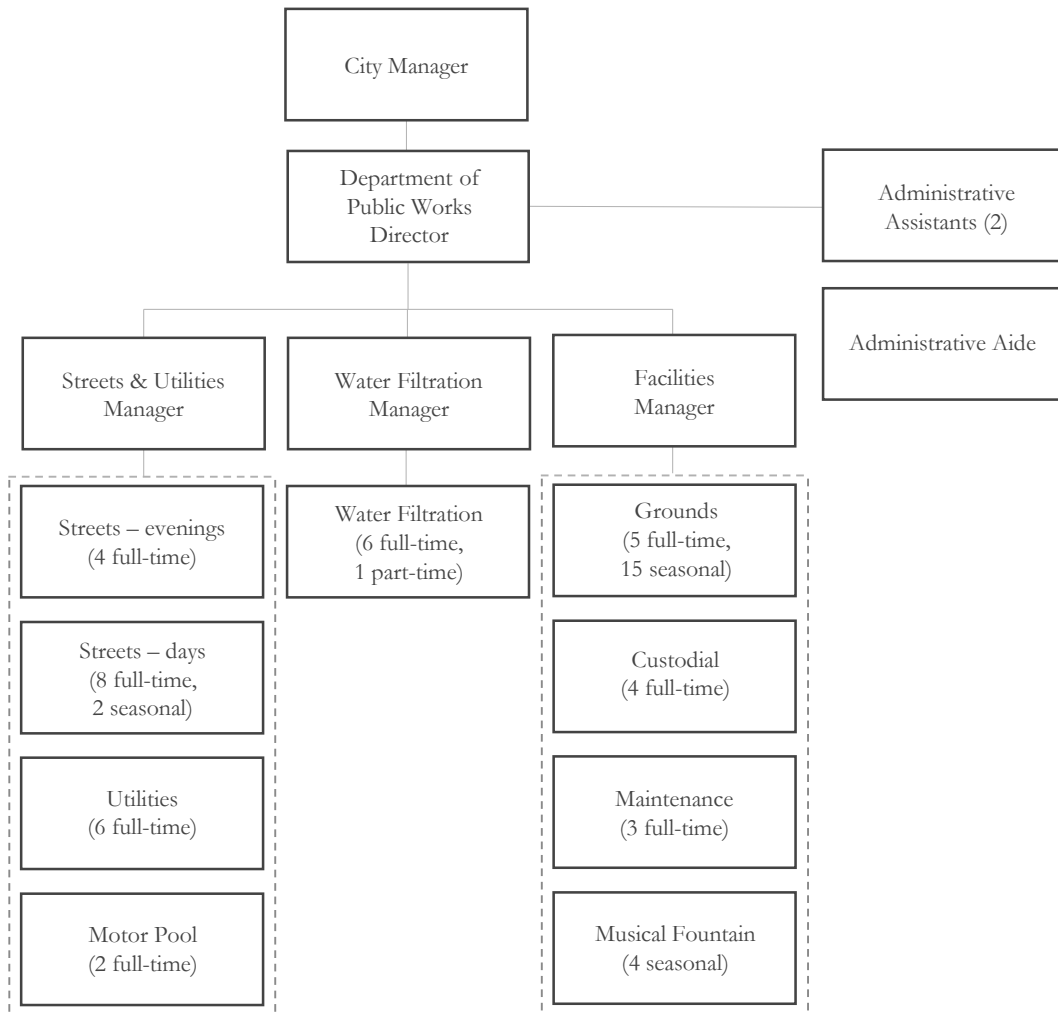 City Manager
Department of
Public Works
Director
Administrative
Assistants (2)
Administrative Aide
Streets & Utilities
Manager
Water Filtration
Manager
Facilities
Manager
Streets – evenings
(4 full-time)
Water Filtration
(6 full-time,
1 part-time)
Grounds
(5 full-time,
15 seasonal)
Streets – days
(8 full-time,
2 seasonal)
Custodial
(4 full-time)
Utilities
(6 full-time)
Maintenance
(3 full-time)
Motor Pool
(2 full-time)
Musical Fountain
(4 seasonal)